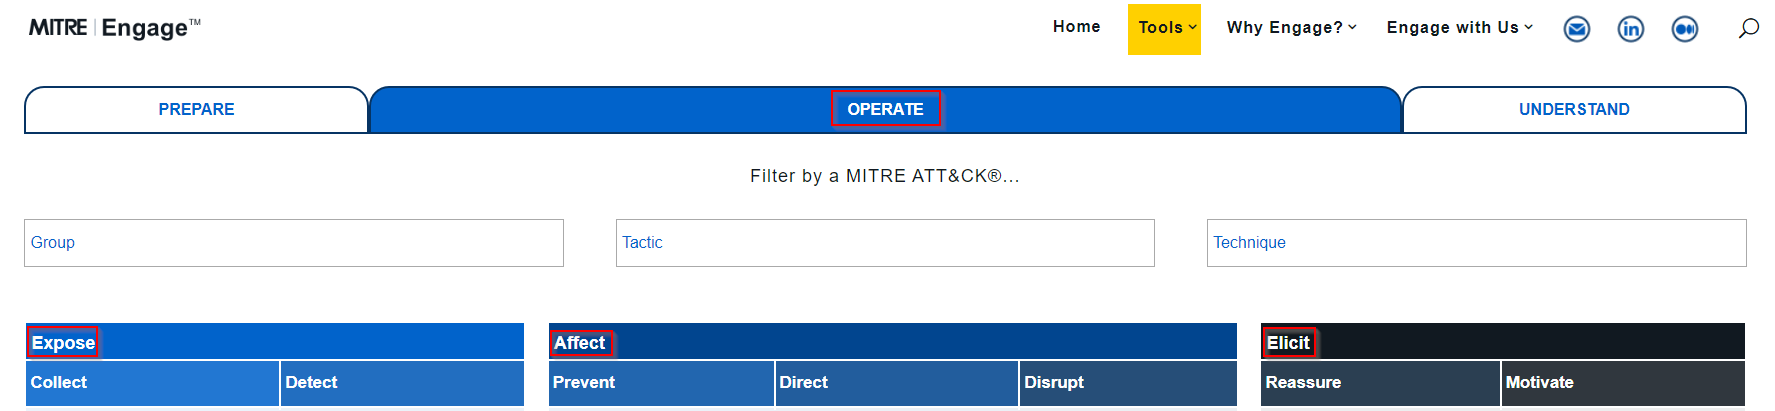 MITRE | Engage™ Home Tools Why Engage? Engage with Us
PREPARE OPERATE UNDERSTAND
Filter by a MITRE ATT&CK®...
Group Tactic Technique
Expose Affect Elicit
Collect Detect Prevent Direct Disrupt Reassure Motivate